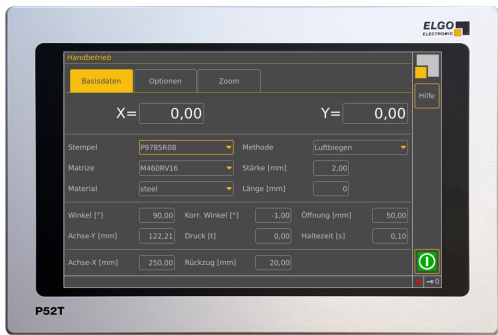 ELGO
ELECTRONIC
Handbetrieb
Basisdaten Optionen Zoom
Hilfe
X= 0,00 Y= 0,00
Stempel P9785R08 Methode Luftbiegen
Matrize M460RV16 Stärke [mm] 2,00
Material steel Länge [mm] 0
Winkel [°] 90,00 Korr. Winkel [°] -1,00 Öffnung [mm] 50,00
Achse-Y [mm] 122,21 Druck [t] 0,00 Haltezeit [s] 0,10
Achse-X [mm] 250,00 Rückzug [mm] 20,00
0
P52T